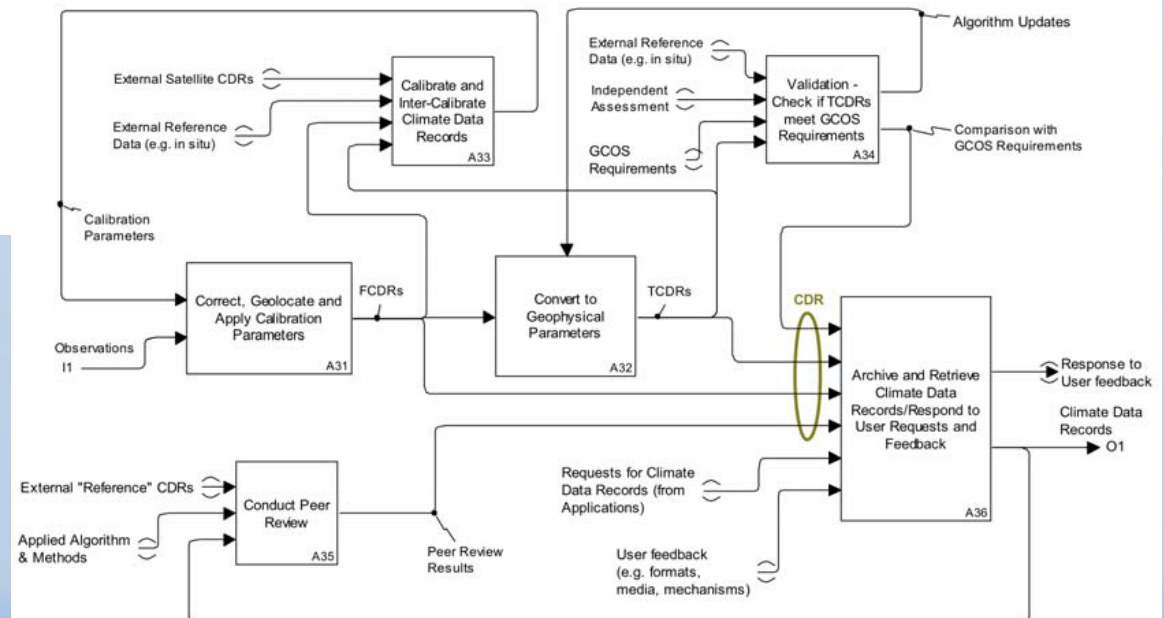 Algorithm Updates
External Satellite CDRs
External Reference
Data (e.g. in situ)
Calibrate and
Inter-Calibrate
Climate Data
Records
A33
External Reference
Data (e.g. in situ)
Independent
Assessment
GCOS
Requirements
Validation -
Check if TCDRs
meet GCOS
Requirements
A34
Comparison with
GCOS Requirements
Calibration
Parameters
Observations
I1
Correct, Geolocate and
Apply Calibration
Parameters
A31
FCDRs
Convert to
Geophysical
Parameters
A32
TCDRs
CDR
Archive and Retrieve
Climate Data
Records/Respond to
User Requests and
Feedback
A36
Response to
User feedback
Climate Data
Records
O1
External "Reference" CDRs
Applied Algorithm
& Methods
Conduct Peer
Review
A35
Peer Review
Results
Requests for Climate
Data Records (from
Applications)
User feedback
(e.g. formats,
media, mechanisms)